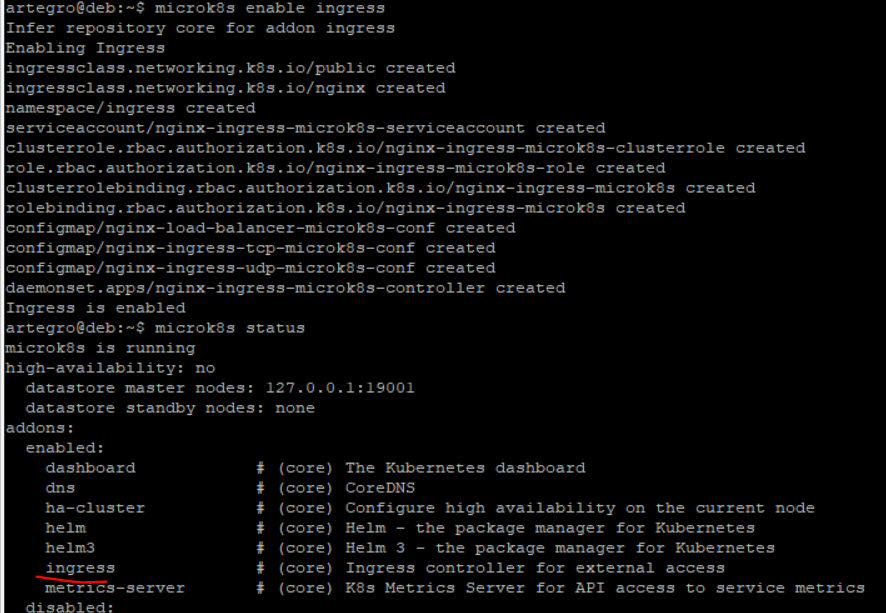 artegro@deb:~$ microk8s enable ingress
Infer repository core for addon ingress
Enabling Ingress
ingressclass.networking.k8s.io/public created
ingressclass.networking.k8s.io/nginx created
namespace/ingress created
serviceaccount/nginx-ingress-microk8s-serviceaccount created
clusterrole.rbac.authorization.k8s.io/nginx-ingress-microk8s-clusterrole created
role.rbac.authorization.k8s.io/nginx-ingress-microk8s-role created
clusterrolebinding.rbac.authorization.k8s.io/nginx-ingress-microk8s created
rolebinding.rbac.authorization.k8s.io/nginx-ingress-microk8s created
configmap/nginx-load-balancer-microk8s-conf created
configmap/nginx-ingress-tcp-microk8s-conf created
configmap/nginx-ingress-udp-microk8s-conf created
daemonset.apps/nginx-ingress-microk8s-controller created
Ingress is enabled
artegro@deb:~$ microk8s status
microk8s is running
high-availability: no
  datastore master nodes: 127.0.0.1:19001
  datastore standby nodes: none
addons:
  enabled:
    dashboard            # (core) The Kubernetes dashboard
    dns                  # (core) CoreDNS
    ha-cluster           # (core) Configure high availability on the current node
    helm                 # (core) Helm - the package manager for Kubernetes
    helm3                # (core) Helm 3 - the package manager for Kubernetes
    ingress              # (core) Ingress controller for external access
    metrics-server       # (core) K8s Metrics Server for API access to service metrics
  disabled: